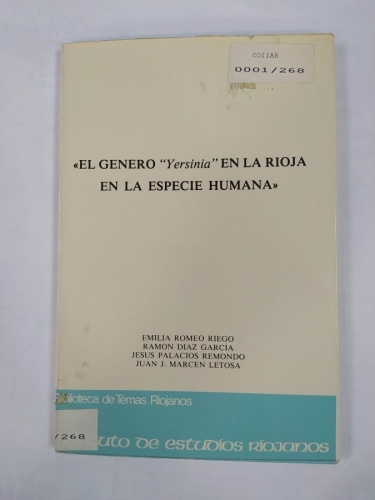 COITAE
0001/268
«EL GENERO "Yersinia" EN LA RIOJA
EN LA ESPECIE HUMANA»
EMILIA ROMEO RIEGO
RAMON DIAZ GARCIA
JESUS PALACIOS REMONDO
JUAN J. MARCEN LETOSA
Biblioteca de Temas Riojanos
/268
uto de estudios riojanos